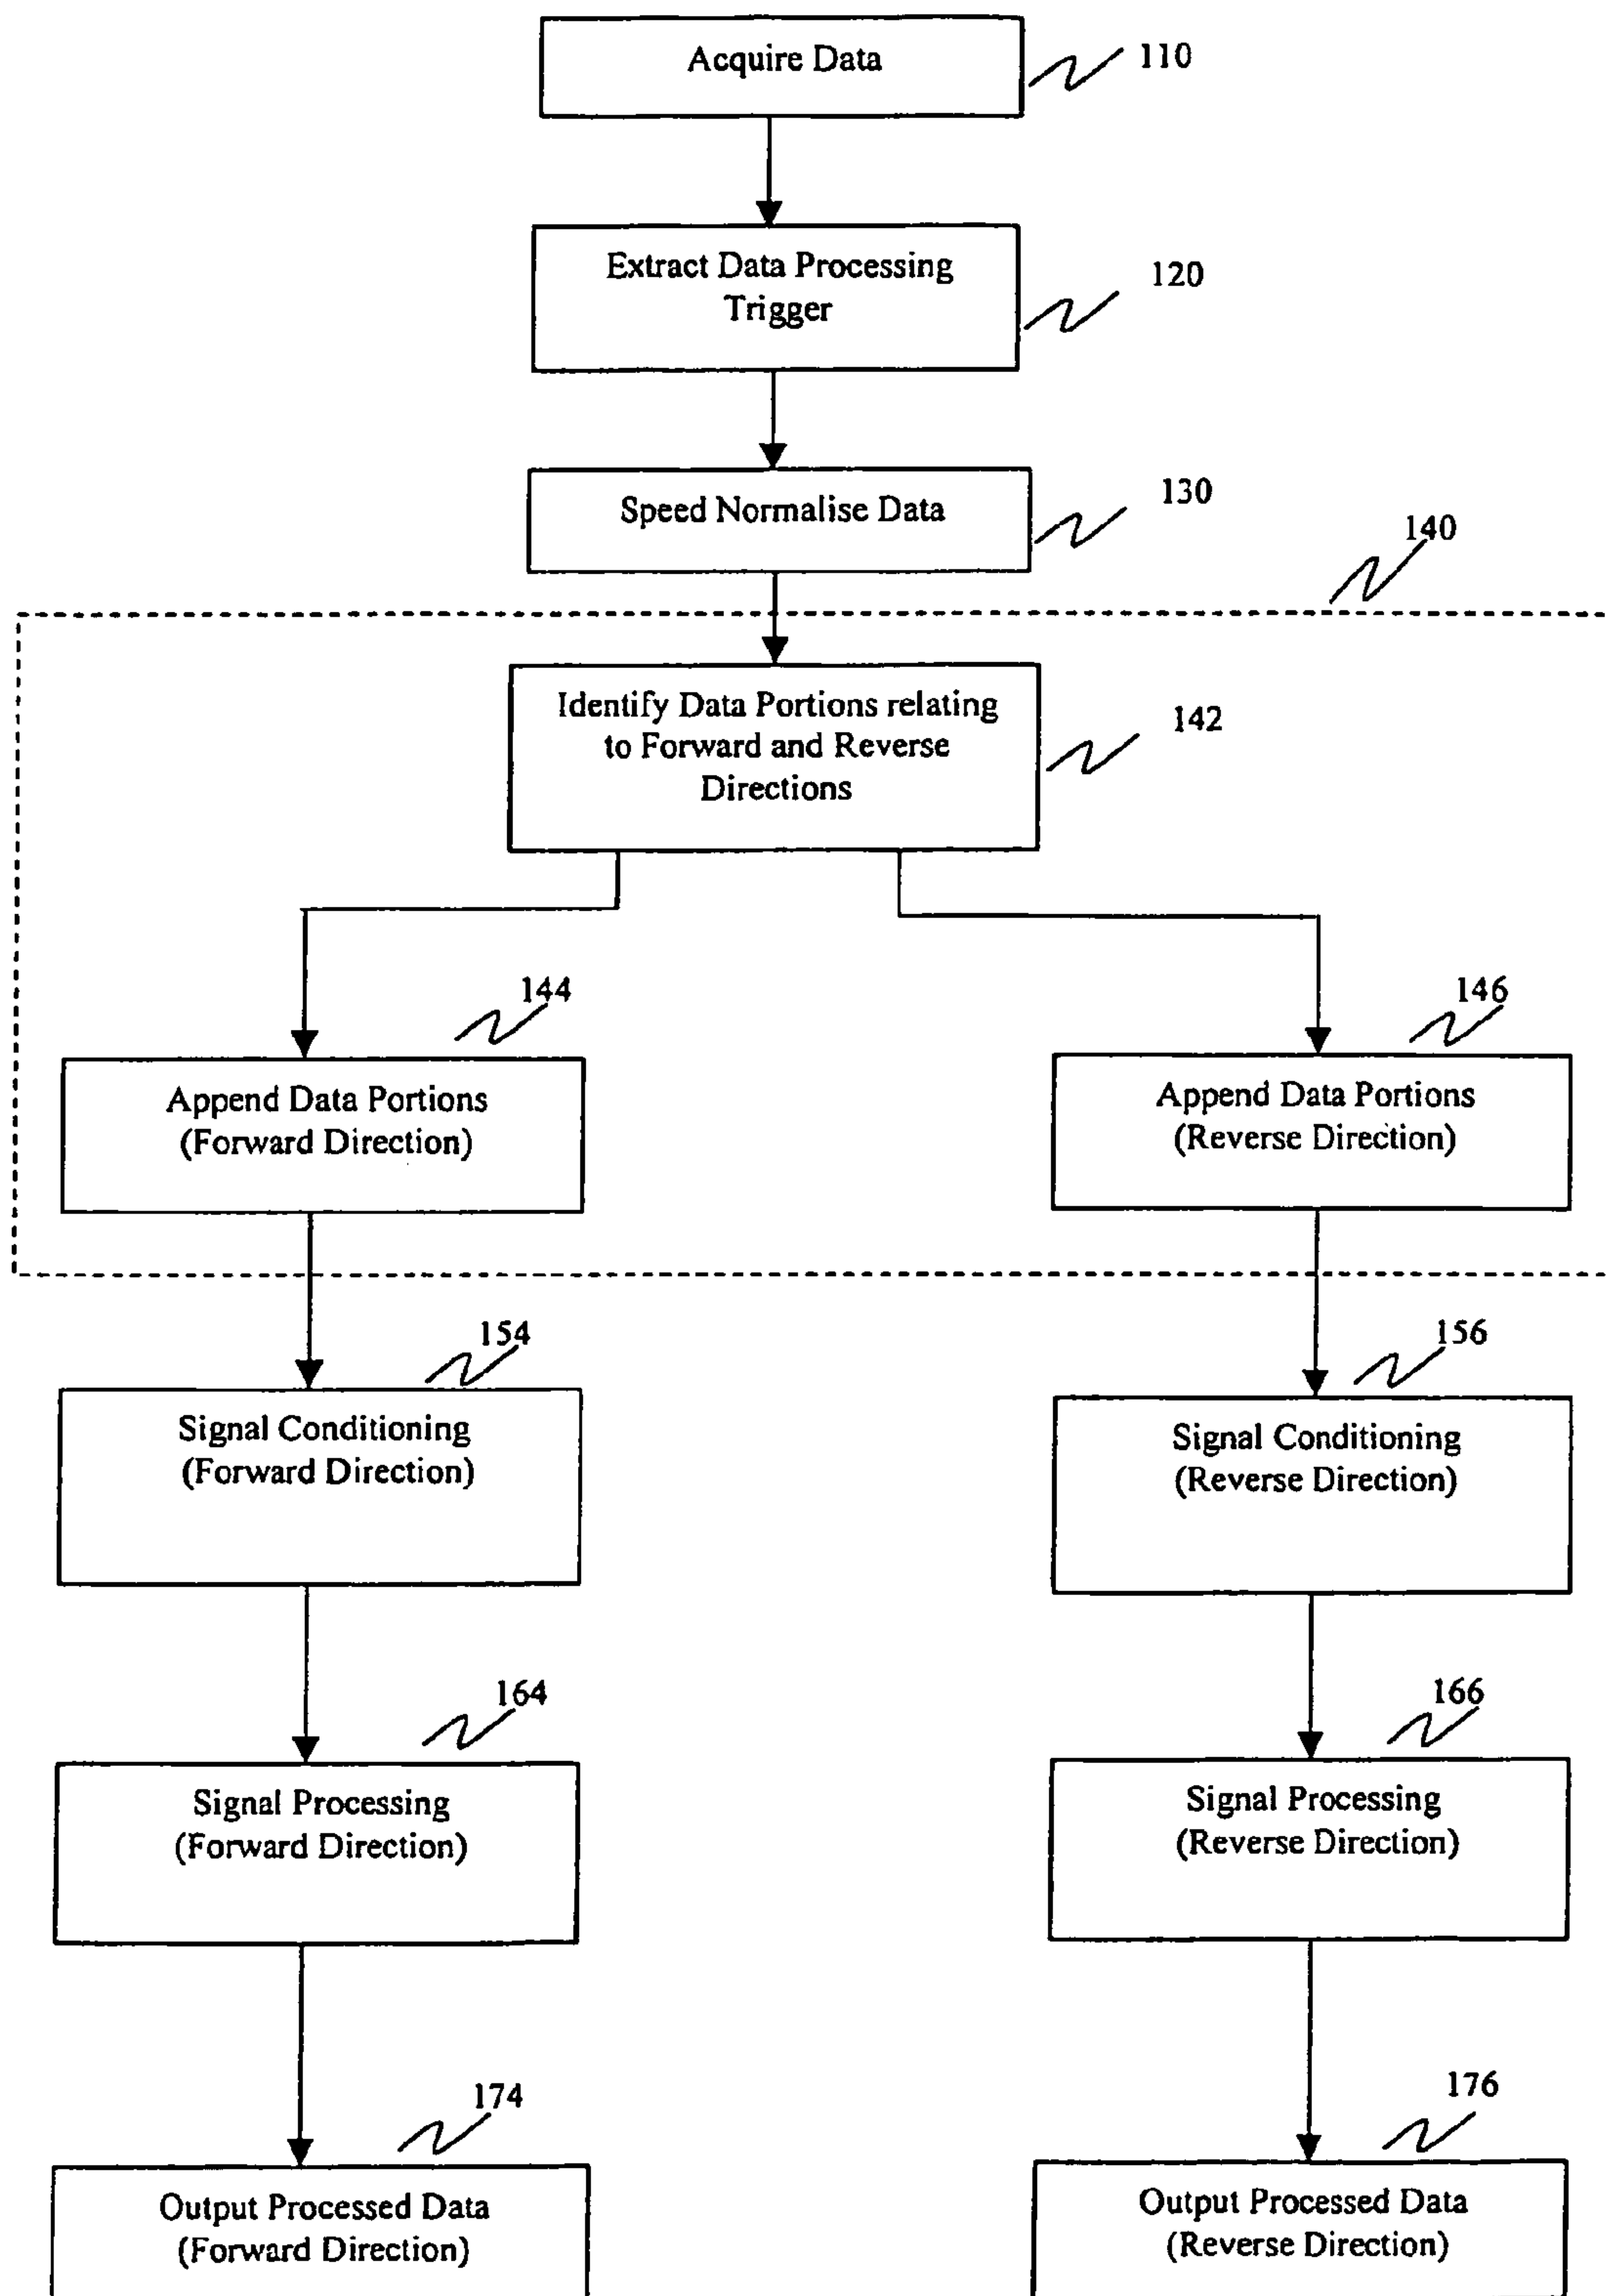 Acquire Data
110
Extract Data Processing
Trigger
120
Speed Normalise Data
130
140
Identify Data Portions relating
to Forward and Reverse
Directions
142
144
146
Append Data Portions
(Forward Direction)
Append Data Portions
(Reverse Direction)
154
156
Signal Conditioning
(Forward Direction)
Signal Conditioning
(Reverse Direction)
164
166
Signal Processing
(Forward Direction)
Signal Processing
(Reverse Direction)
174
176
Output Processed Data
(Forward Direction)
Output Processed Data
(Reverse Direction)